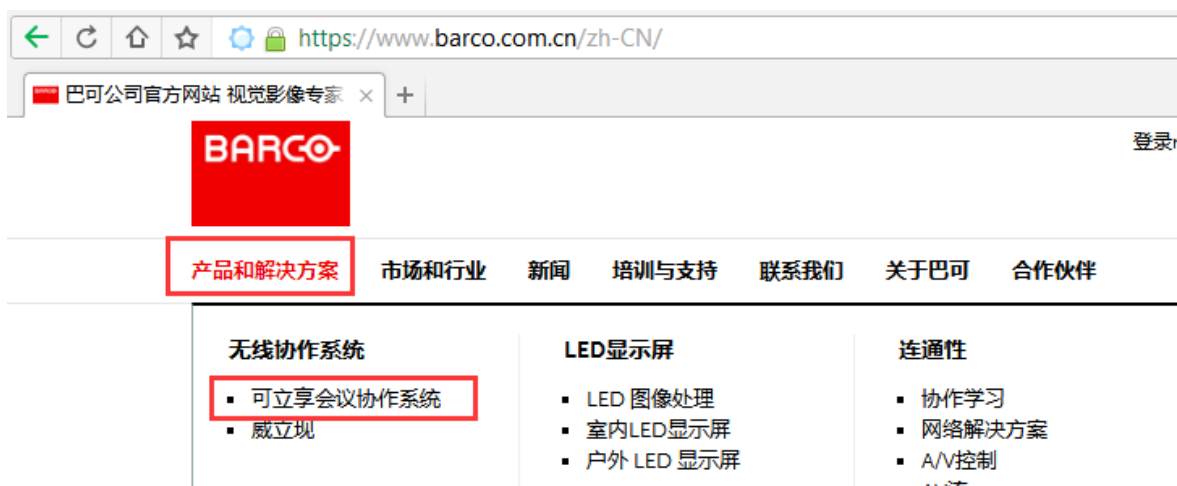 https://www.barco.com.cn/zh-CN/
巴可公司官方网站 视觉影像专家
BARCO
登录
产品和解决方案 市场和行业 新闻 培训与支持 联系我们 关于巴可 合作伙伴
无线协作系统 LED显示屏 连通性
可立享会议协作系统 LED 图像处理 协作学习
威立现 室内LED显示屏 网络解决方案
户外 LED 显示屏 A/V控制